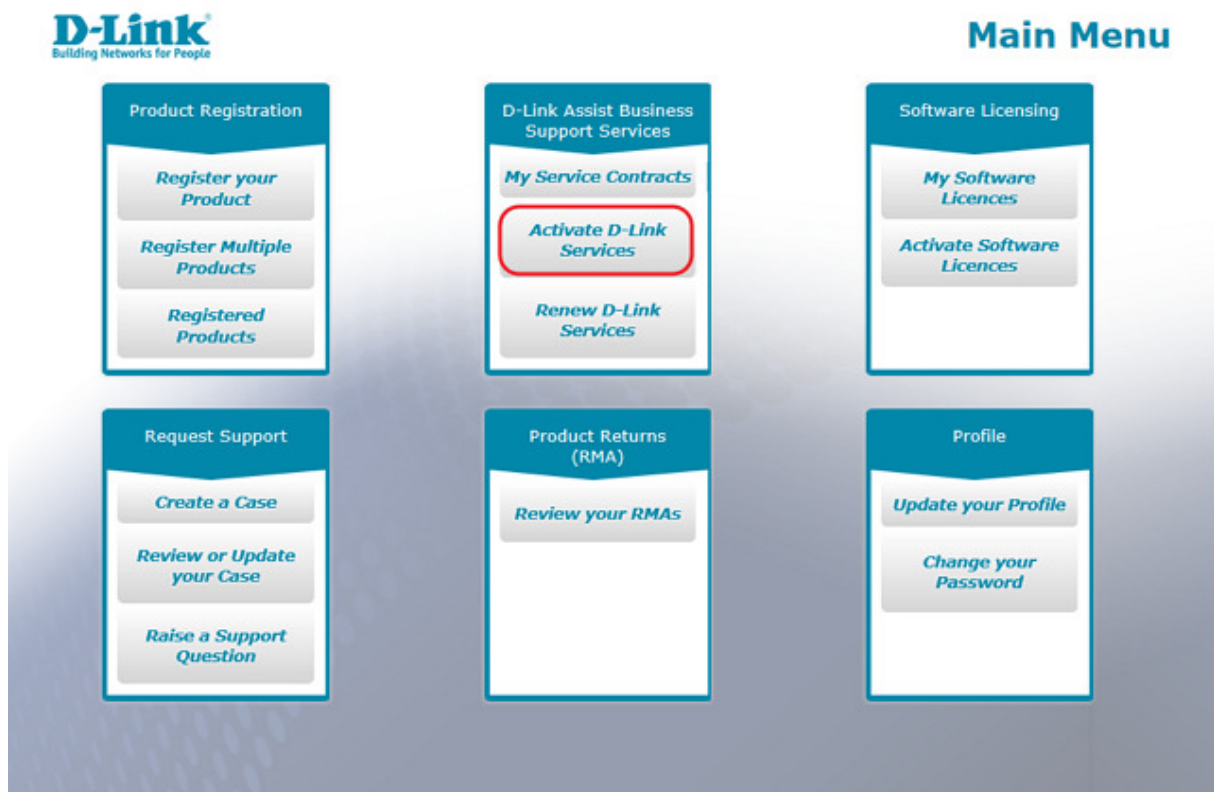 D-Link
Building Networks for People
Main Menu
Product Registration
Register your
Product
Register Multiple
Products
Registered
Products
D-Link Assist Business
Support Services
My Service Contracts
Activate D-Link
Services
Renew D-Link
Services
Software Licensing
My Software
Licences
Activate Software
Licences
Request Support
Create a Case
Review or Update
your Case
Raise a Support
Question
Product Returns
(RMA)
Review your RMAs
Profile
Update your Profile
Change your
Password